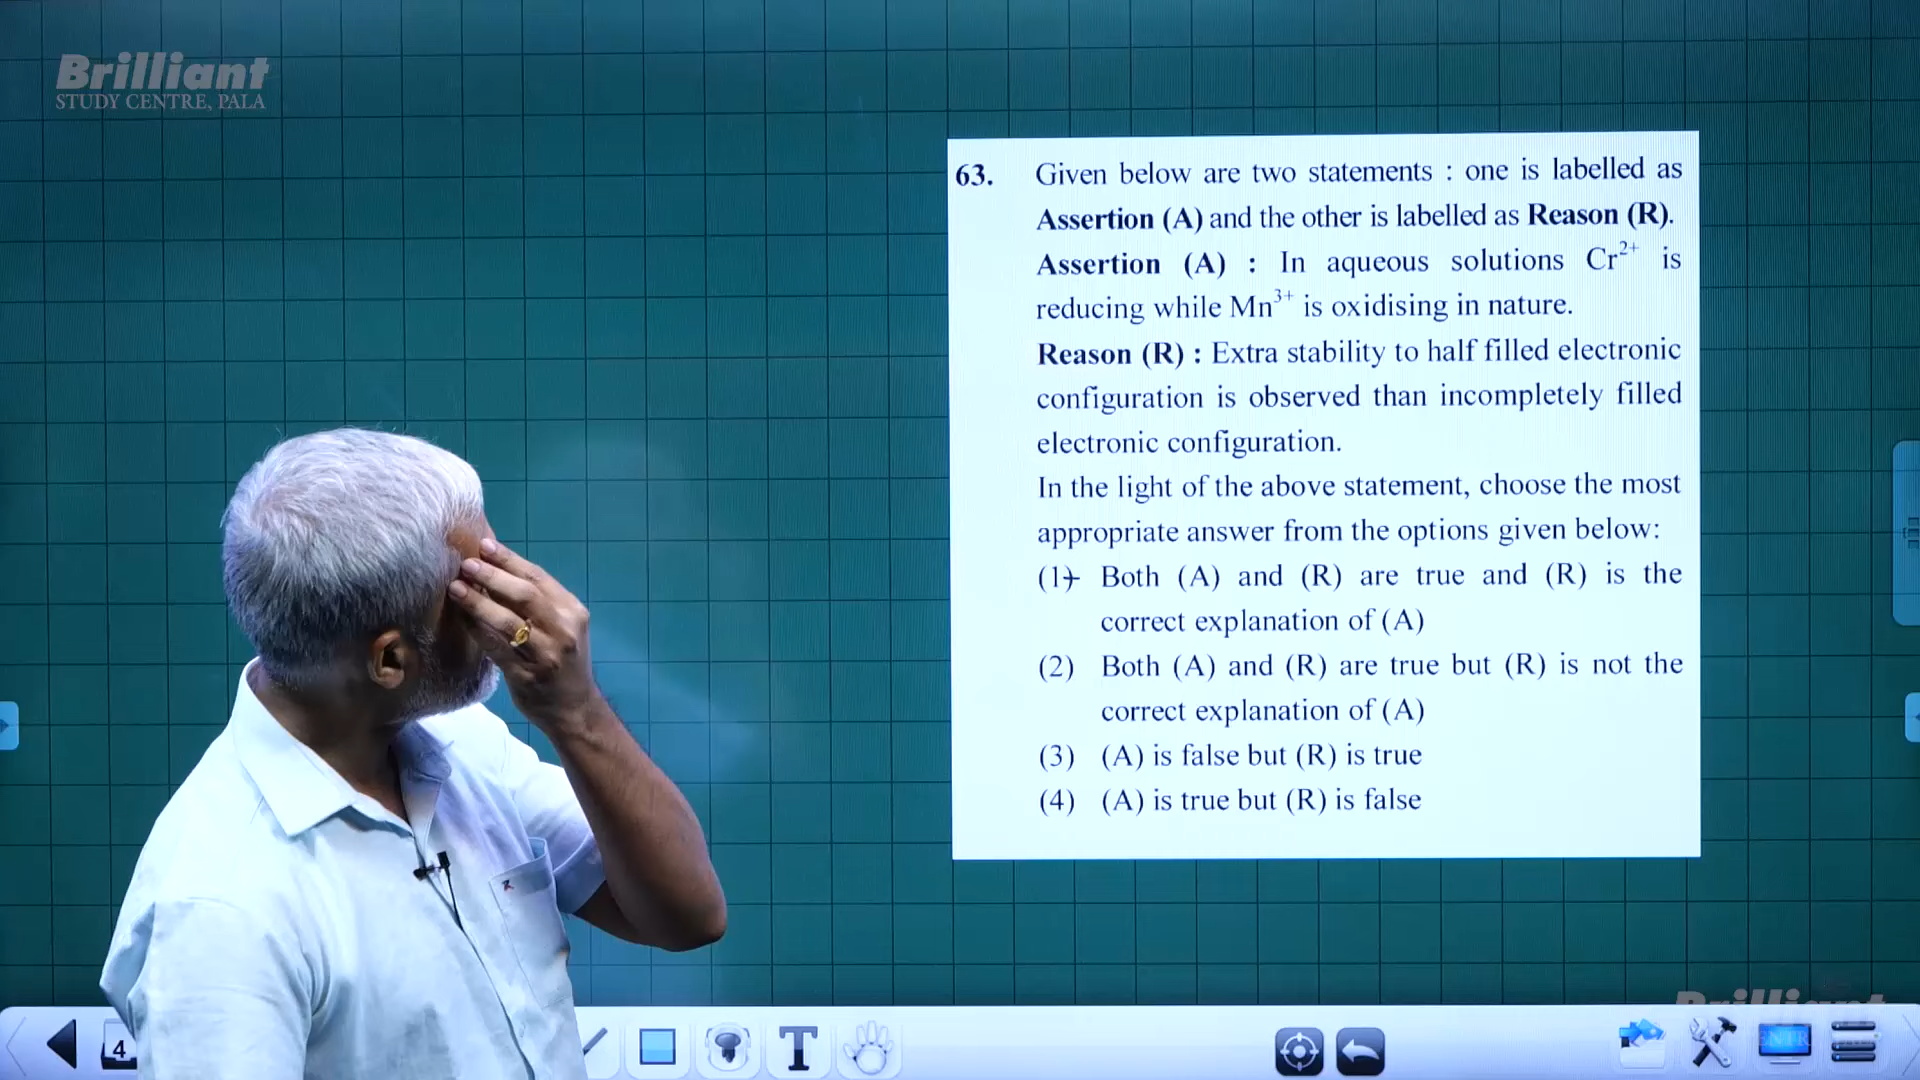 Brilliant
STUDY CENTRE, PALA
63. Given below are two statements : one is labelled as
Assertion (A) and the other is labelled as Reason (R).
Assertion (A) : In aqueous solutions Cr²⁺ is
reducing while Mn³⁺ is oxidising in nature.
Reason (R) : Extra stability to half filled electronic
configuration is observed than incompletely filled
electronic configuration.
In the light of the above statement, choose the most
appropriate answer from the options given below:
(1) Both (A) and (R) are true and (R) is the
correct explanation of (A)
(2) Both (A) and (R) are true but (R) is not the
correct explanation of (A)
(3) (A) is false but (R) is true
(4) (A) is true but (R) is false
Brilliant
4
T